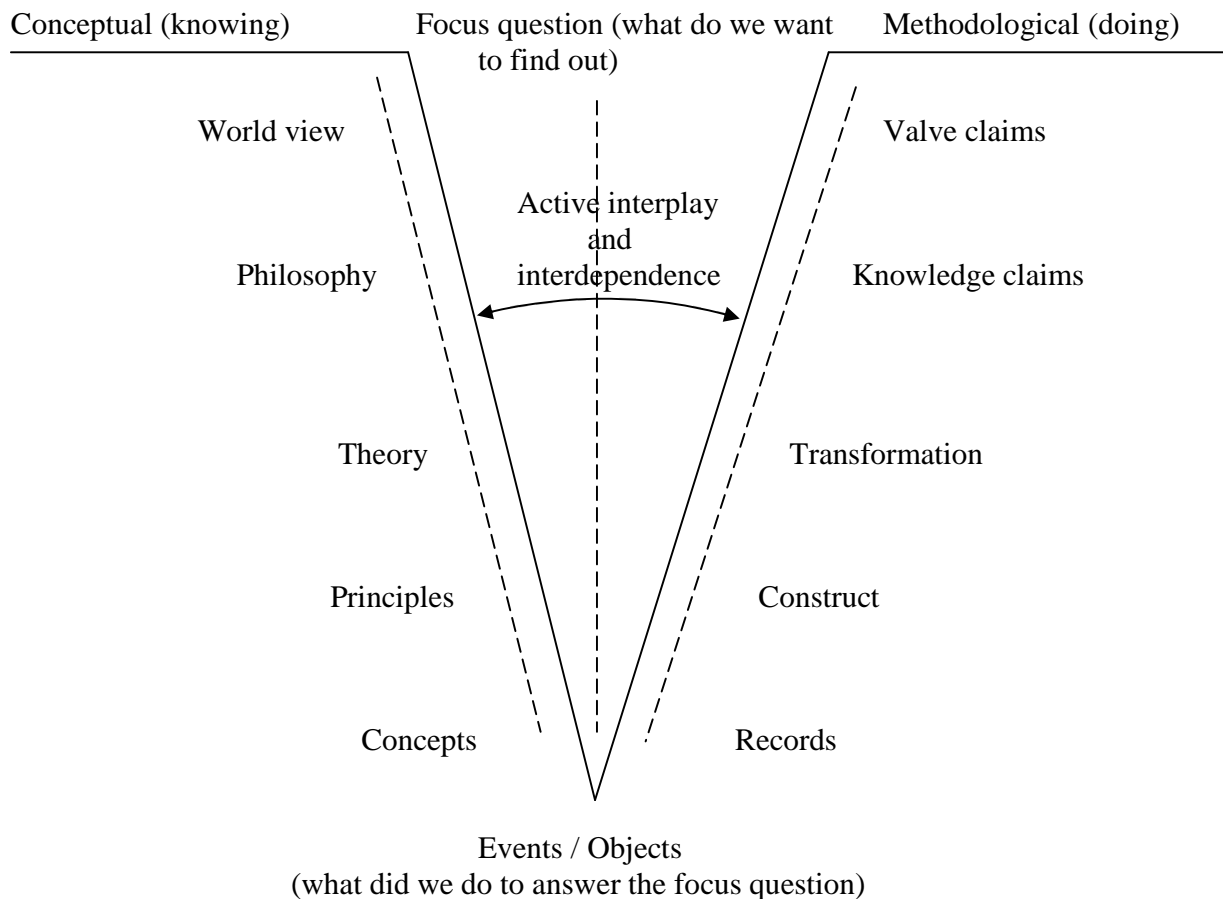 Conceptual (knowing)
Focus question (what do we want
to find out)
Methodological (doing)
World view
Valve claims
Active interplay
and
interdependence
Philosophy
Knowledge claims
Theory
Transformation
Principles
Construct
Concepts
Records
Events / Objects
(what did we do to answer the focus question)